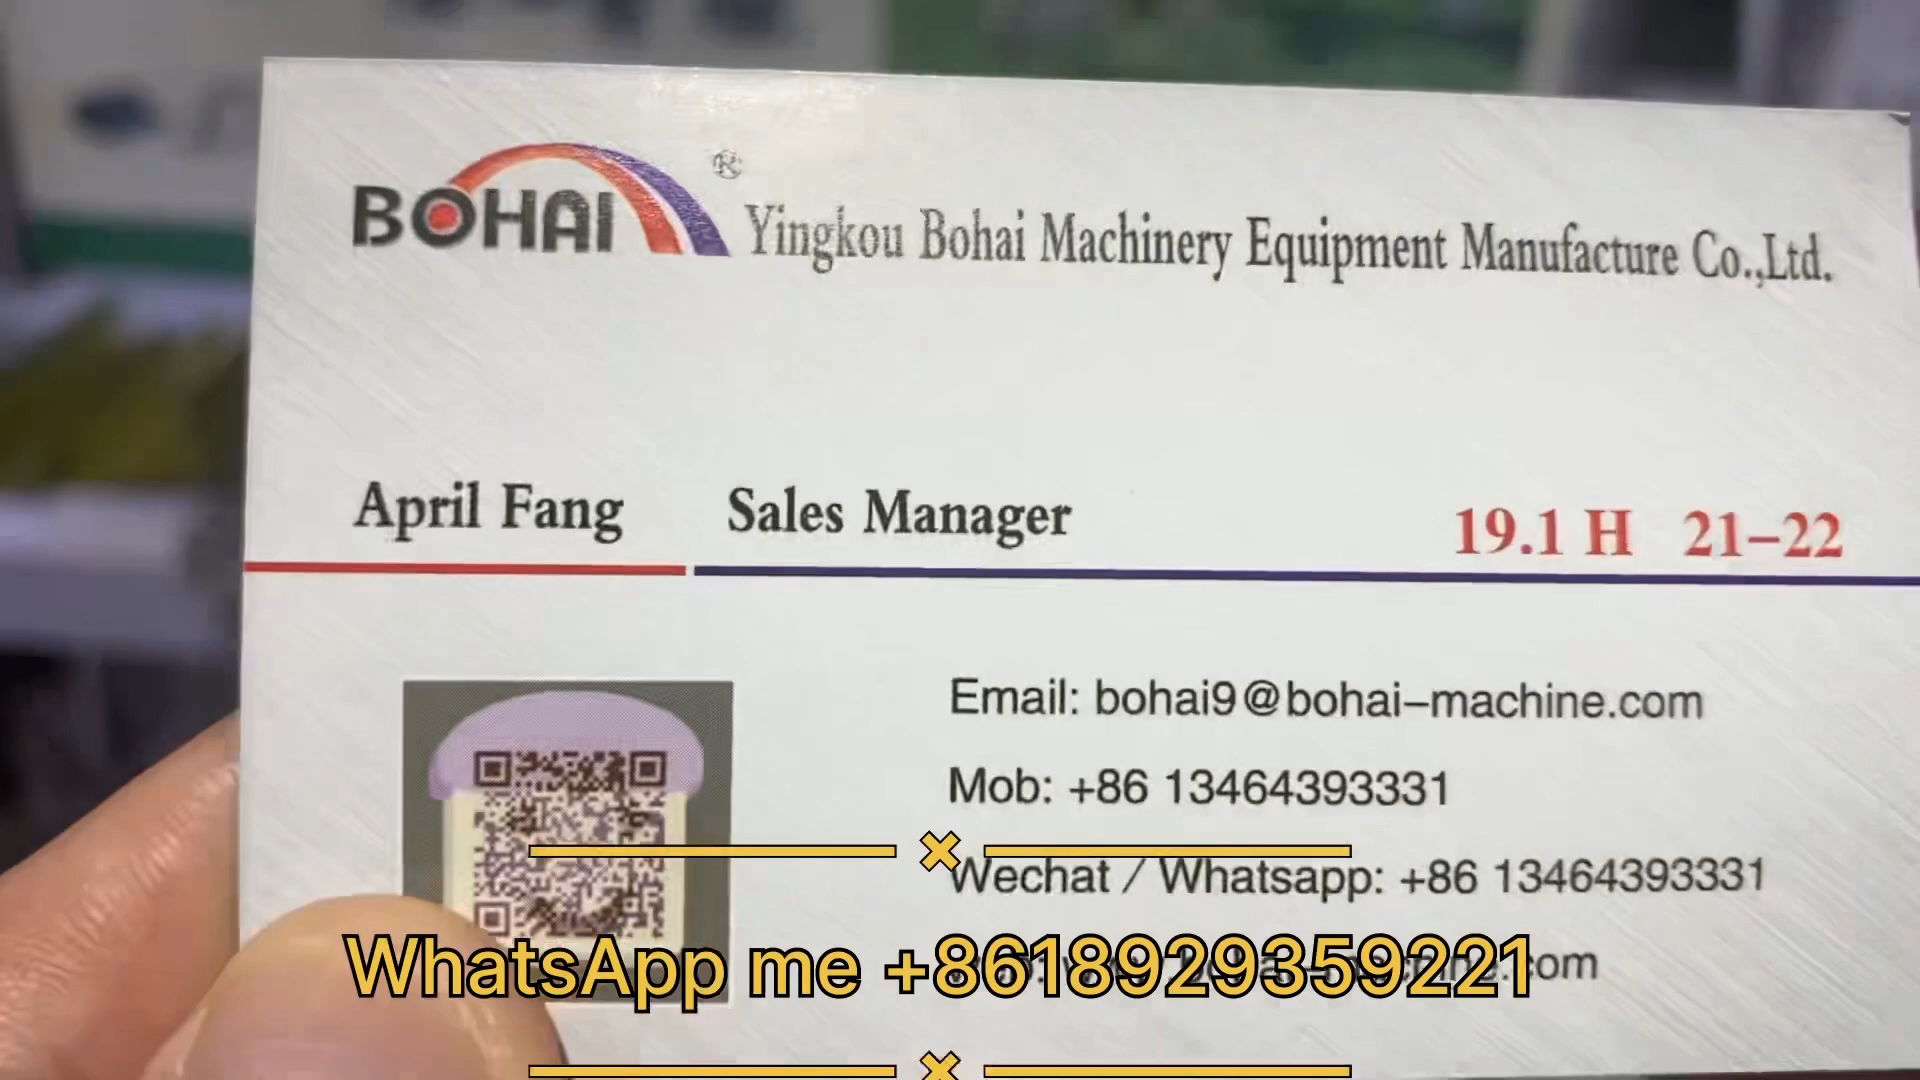 BOHAI ® Yingkou Bohai Machinery Equipment Manufacture Co.,Ltd.
April Fang Sales Manager 19.1 H 21-22
Email: bohai9@bohai-machine.com
Mob: +86 13464393331
Wechat / Whatsapp: +86 13464393331
WhatsApp me +8618929359221